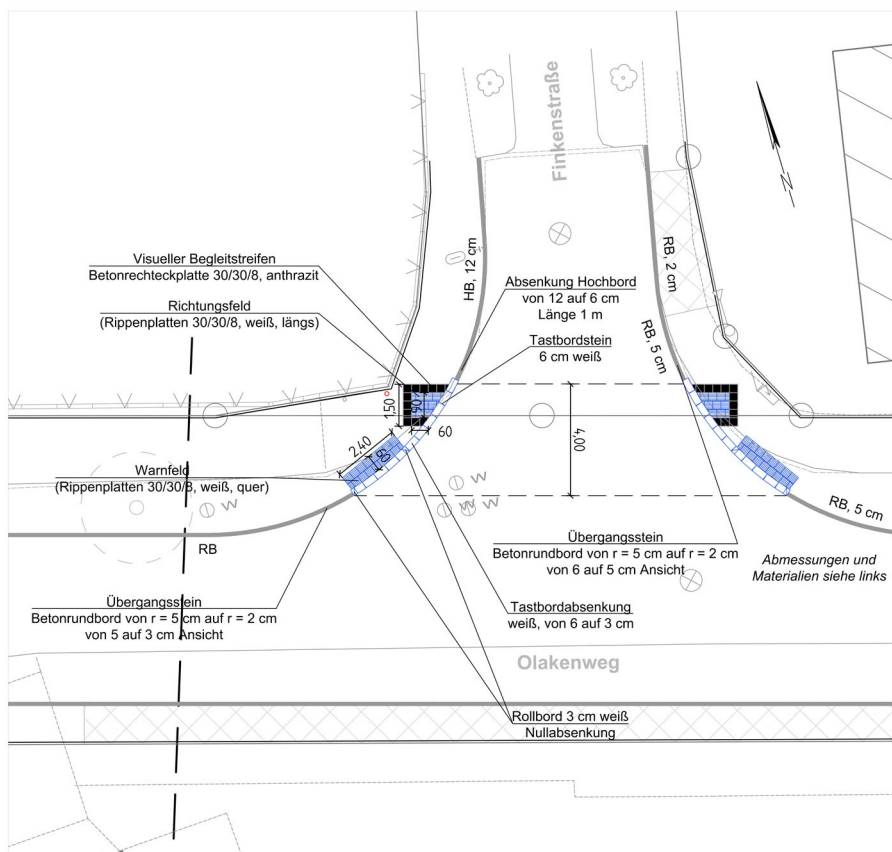 Finkenstraße
N
Visueller Begleitstreifen
Betonrechteckplatte 30/30/8, anthrazit
Richtungsfeld
(Rippenplatten 30/30/8, weiß, längs)
HB, 12 cm
RB, 2 cm
Absenkung Hochbord
von 12 auf 6 cm
Länge 1 m
Tastbordstein
6 cm weiß
RB, 5 cm
1,50
90
60
2,40
60
4,00
Warnfeld
(Rippenplatten 30/30/8, weiß, quer)
RB
RB, 5 cm
Übergangsstein
Betonrundbord von r = 5 cm auf r = 2 cm
von 6 auf 5 cm Ansicht
Abmessungen und
Materialien siehe links
Übergangsstein
Betonrundbord von r = 5 cm auf r = 2 cm
von 5 auf 3 cm Ansicht
Tastbordabsenkung
weiß, von 6 auf 3 cm
Olakenweg
Rollbord 3 cm weiß
Nullabsenkung